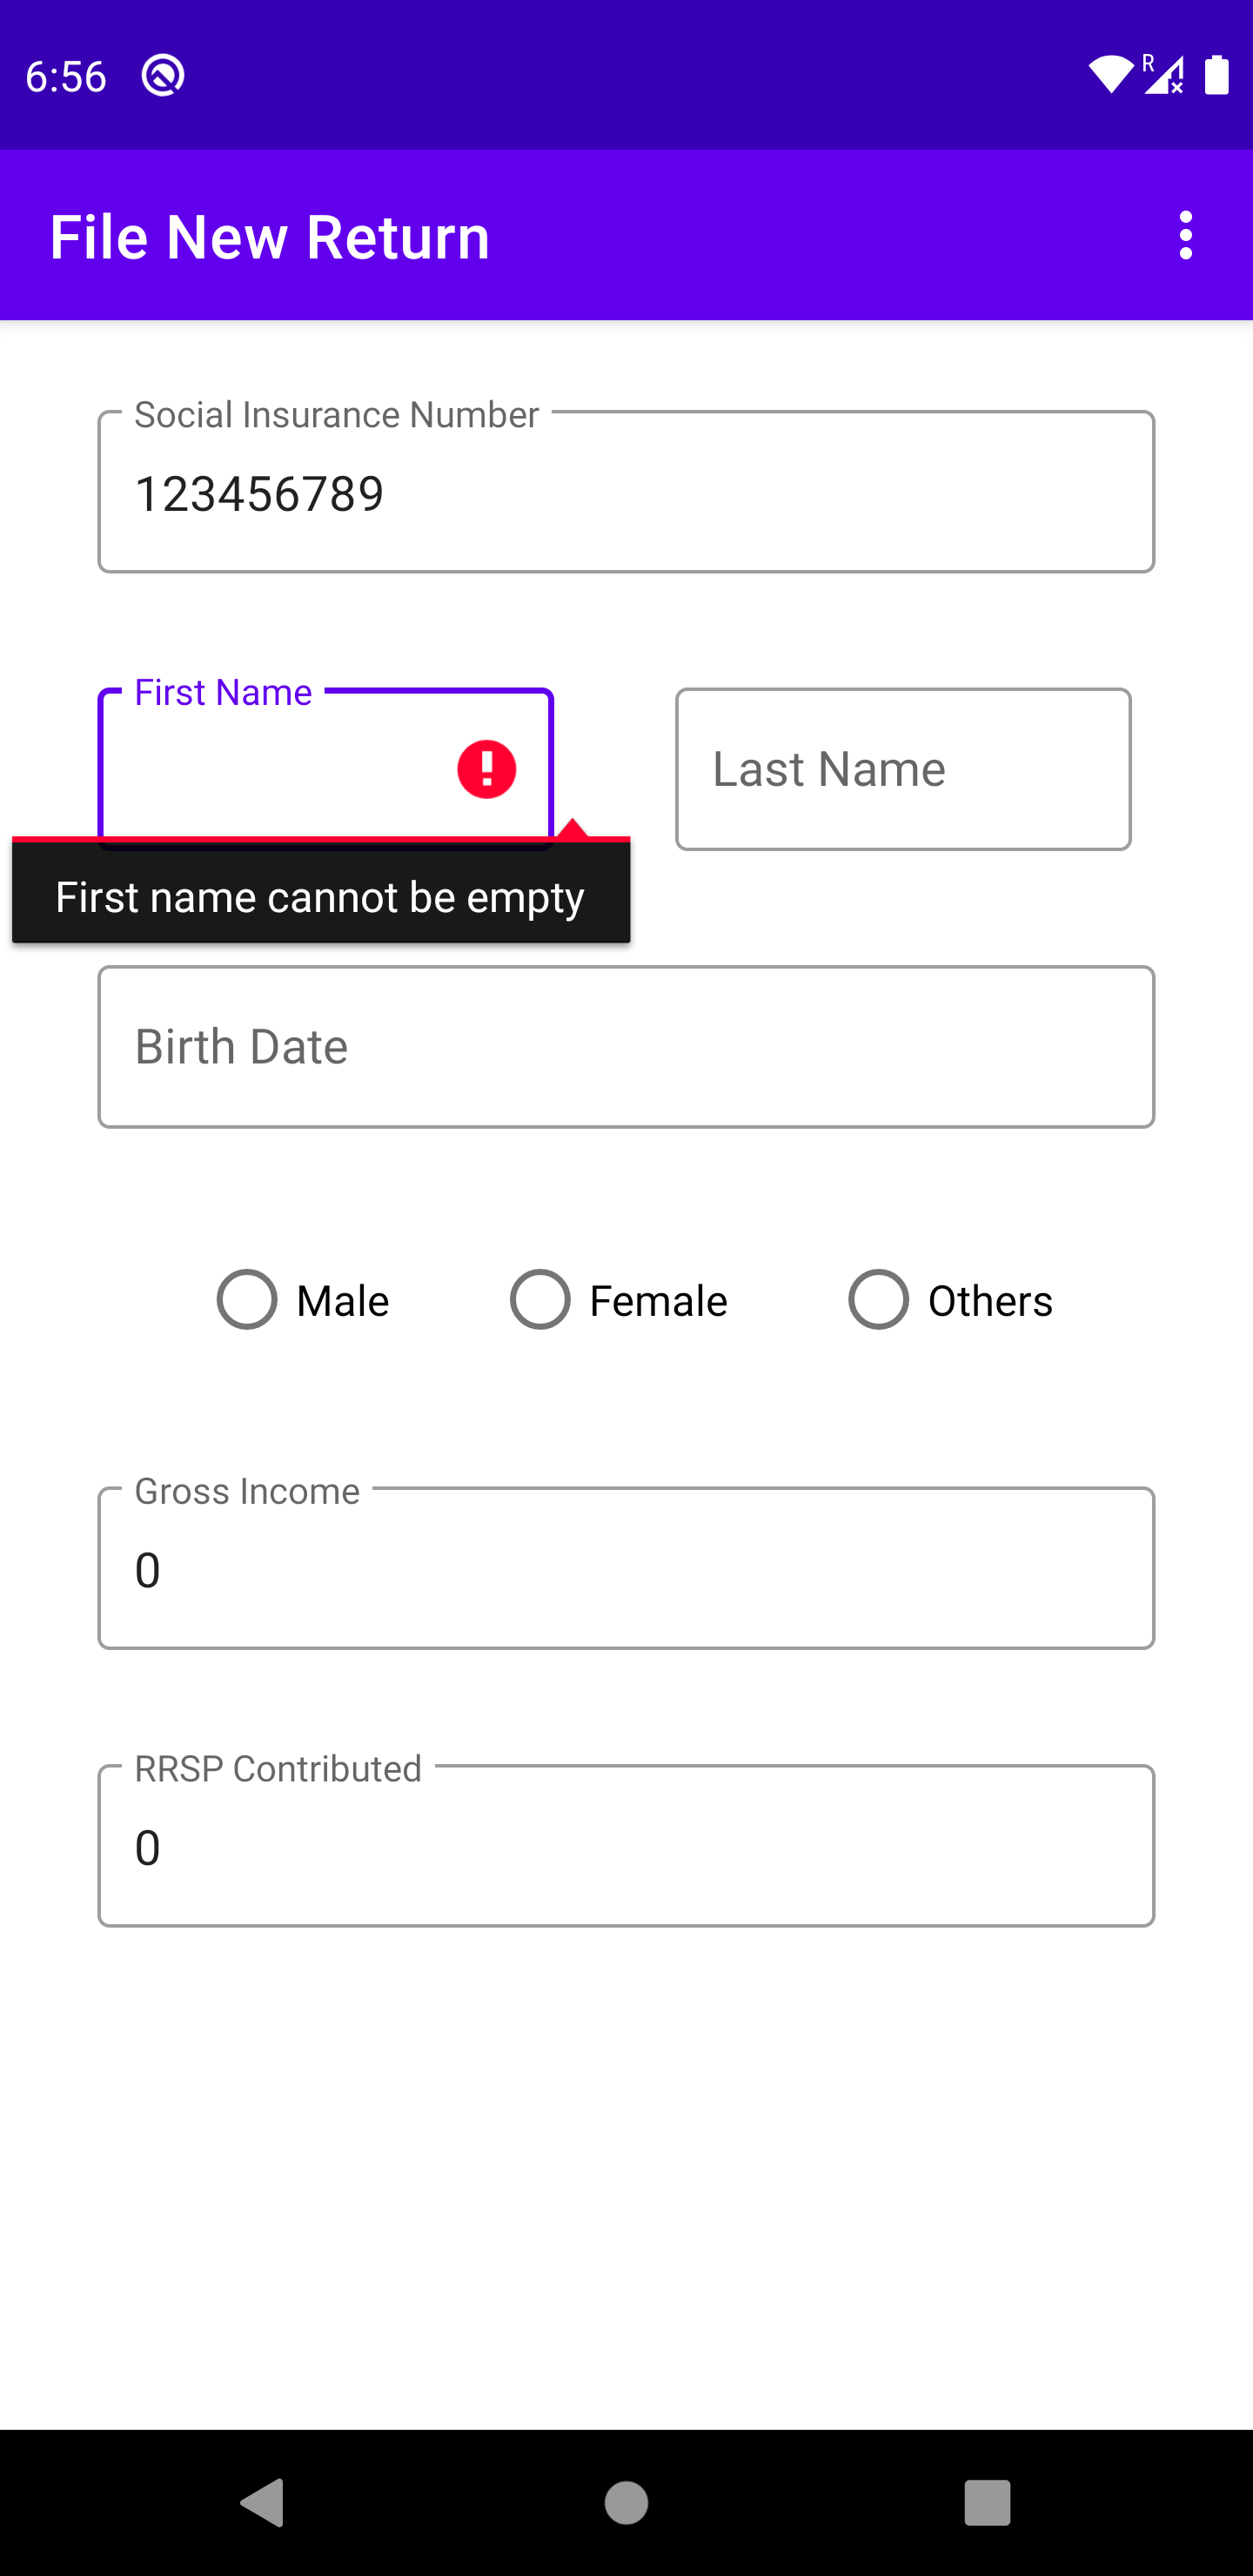 6:56
R
File New Return
Social Insurance Number
123456789
First Name
Last Name
First name cannot be empty
Birth Date
Male Female Others
Gross Income
0
RRSP Contributed
0